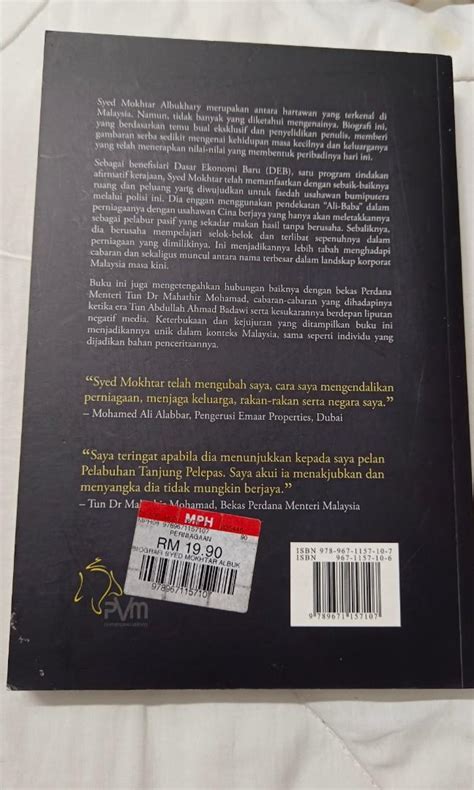 Syed Mokhtar Albukhary merupakan antara hartawan yang terkenal di
Malaysia. Namun, tidak banyak yang diketahui mengenainya. Biografi ini,
yang berdasarkan temu bual eksklusif dan penyelidikan penulis, memberi
gambaran serba sedikit mengenai kehidupan masa kecilnya dan keluarganya
yang telah menerapkan nilai-nilai yang membentuk peribadinya hari ini.
Sebagai benefisiari Dasar Ekonomi Baru (DEB), satu program tindakan
afirmatif kerajaan, Syed Mokhtar telah memanfaatkan dengan sebaik-baiknya
ruang dan peluang yang diwujudkan untuk faedah usahawan bumiputera
melalui polisi ini. Dia enggan menggunakan pendekatan "Ali-Baba" dalam
perniagaannya dengan usahawan Cina berjaya yang hanya akan meletakkannya
sebagai pelabur pasif yang sekadar makan hasil tanpa berusaha. Sebaliknya,
dia berusaha mempelajari selok-belok dan terlibat sepenuhnya dalam
perniagaan yang dimilikinya. Ini menjadikannya lebih tabah menghadapi
cabaran dan sekaligus muncul antara nama terbesar dalam landskap korporat
Malaysia masa kini.
Buku ini juga mengetengahkan hubungan baiknya dengan bekas Perdana
Menteri Tun Dr Mahathir Mohamad, cabaran-cabaran yang dihadapinya
ketika era Tun Abdullah Ahmad Badawi serta kesukarannya berdepan liputan
negatif media. Keterbukaan dan kejujuran yang ditampilkan buku ini
menjadikannya unik dalam konteks Malaysia, sama seperti individu yang
dijadikan bahan penceritaannya.
"Syed Mokhtar telah mengubah saya, cara saya mengendalikan
perniagaan, menjaga keluarga, rakan-rakan serta negara saya."
– Mohamed Ali Alabbar, Pengerusi Emaar Properties, Dubai
"Saya teringat apabila dia menunjukkan kepada saya pelan
Pelabuhan Tanjung Pelepas. Saya akui ia menakjubkan dan
menyangka dia tidak mungkin berjaya."
– Tun Dr Mohamad, Bekas Perdana Menteri Malaysia
MPH
9789671157107
90
PERNIAGAAN
RM 19.90
BIOGRAFI SYED MOKHTAR ALBUK
978967115710
PVM
ISBN 978-967-1157-10-7
ISBN 967-1157-10-6
9 789671 157107